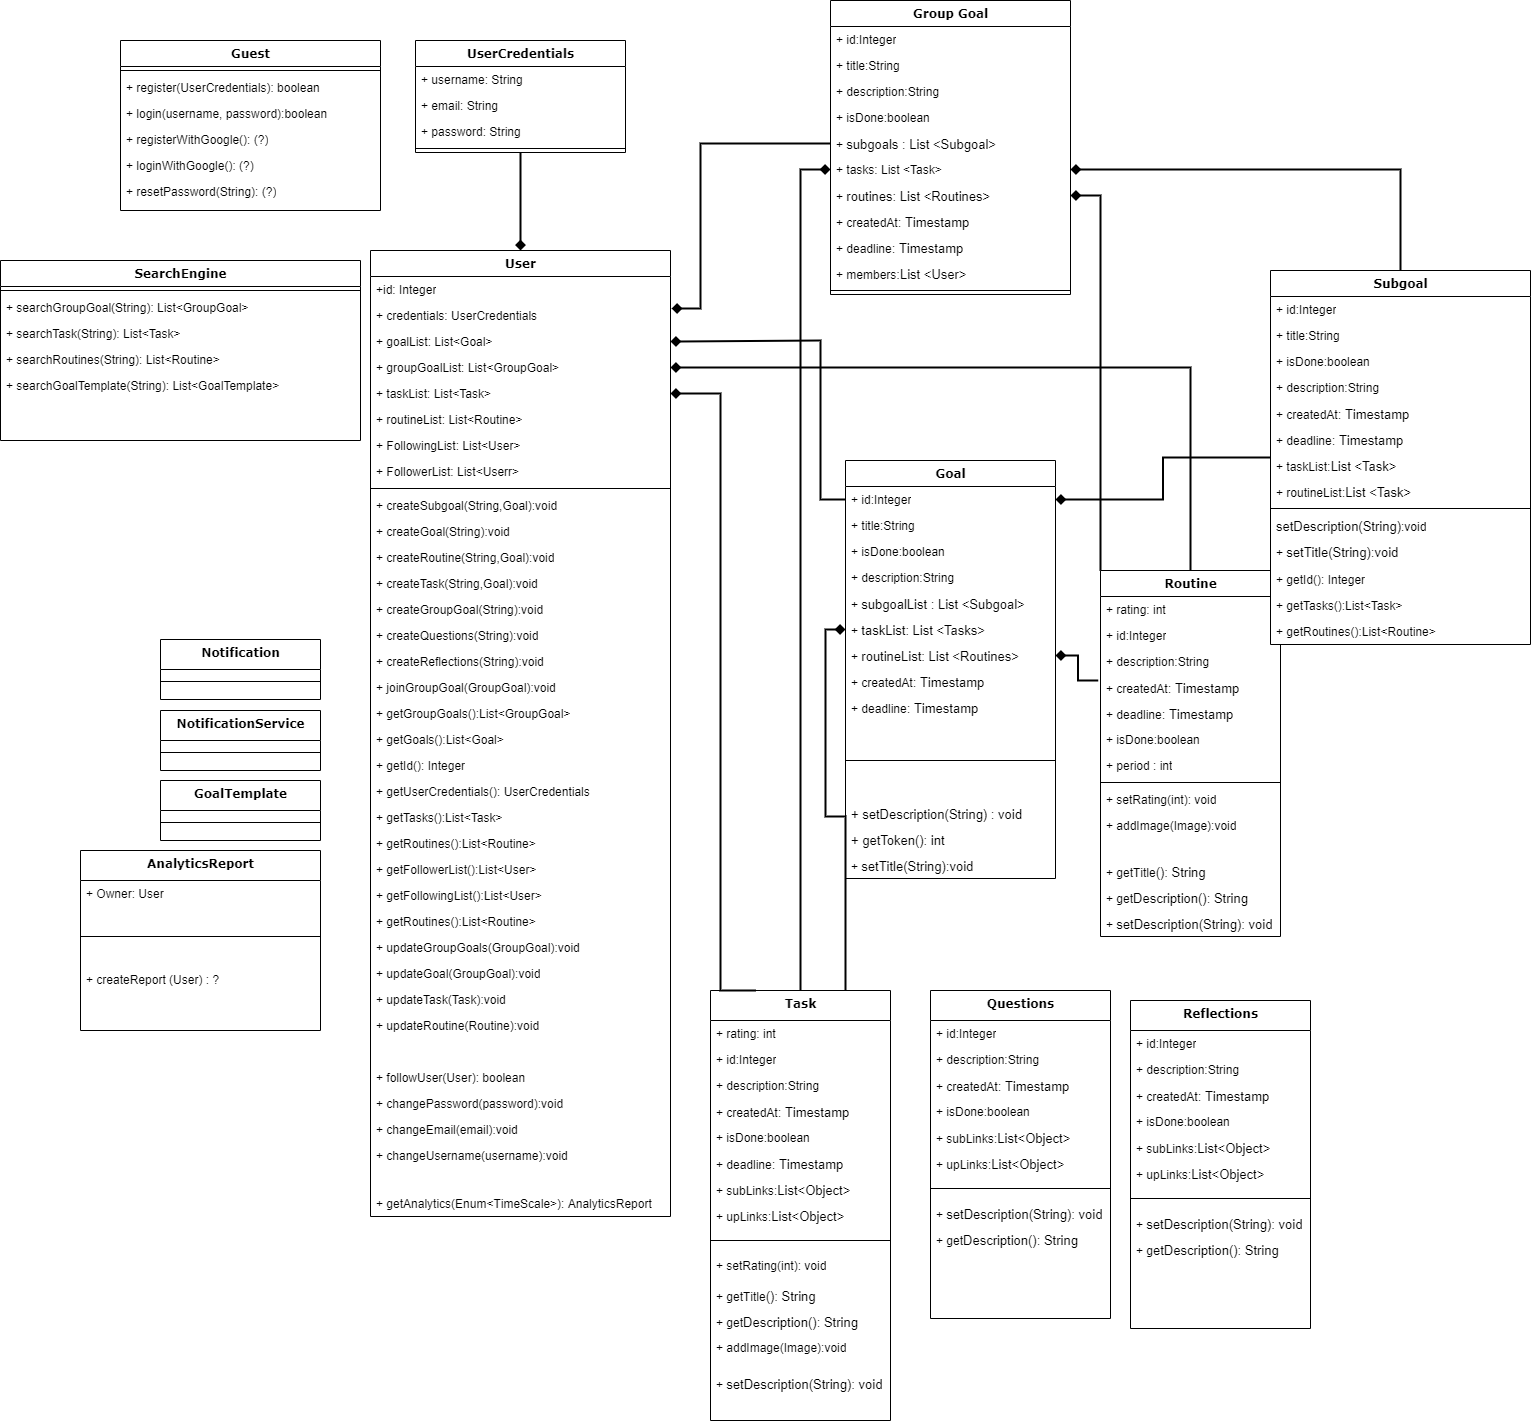 Group Goal
+ id:Integer
+ title:String
+ description:String
+ isDone:boolean
+ subgoals : List <Subgoal>
+ tasks: List <Task>
+ routines: List <Routines>
+ createdAt: Timestamp
+ deadline: Timestamp
+ members:List <User>
Guest
+ register(UserCredentials): boolean
+ login(username, password):boolean
+ registerWithGoogle(): (?)
+ loginWithGoogle(): (?)
+ resetPassword(String): (?)
UserCredentials
+ username: String
+ email: String
+ password: String
SearchEngine
+ searchGroupGoal(String): List<GroupGoal>
+ searchTask(String): List<Task>
+ searchRoutines(String): List<Routine>
+ searchGoalTemplate(String): List<GoalTemplate>
User
+id: Integer
+ credentials: UserCredentials
+ goalList: List<Goal>
+ groupGoalList: List<GroupGoal>
+ taskList: List<Task>
+ routineList: List<Routine>
+ FollowingList: List<User>
+ FollowerList: List<Userr>
+ createSubgoal(String,Goal):void
+ createGoal(String):void
+ createRoutine(String,Goal):void
+ createTask(String,Goal):void
+ createGroupGoal(String):void
+ createQuestions(String):void
+ createReflections(String):void
+ joinGroupGoal(GroupGoal):void
+ getGroupGoals():List<GroupGoal>
+ getGoals():List<Goal>
+ getId(): Integer
+ getUserCredentials(): UserCredentials
+ getTasks():List<Task>
+ getRoutines():List<Routine>
+ getFollowerList():List<User>
+ getFollowingList():List<User>
+ getRoutines():List<Routine>
+ updateGroupGoals(GroupGoal):void
+ updateGoal(GroupGoal):void
+ updateTask(Task):void
+ updateRoutine(Routine):void
+ followUser(User): boolean
+ changePassword(password):void
+ changeEmail(email):void
+ changeUsername(username):void
+ getAnalytics(Enum<TimeScale>): AnalyticsReport
Subgoal
+ id:Integer
+ title:String
+ isDone:boolean
+ description:String
+ createdAt: Timestamp
+ deadline: Timestamp
+ taskList:List <Task>
+ routineList:List <Task>
setDescription(String):void
+ setTitle(String):void
+ getId(): Integer
+ getTasks():List<Task>
+ getRoutines():List<Routine>
Goal
+ id:Integer
+ title:String
+ isDone:boolean
+ description:String
+ subgoalList : List <Subgoal>
+ taskList: List <Tasks>
+ routineList: List <Routines>
+ createdAt: Timestamp
+ deadline: Timestamp
+ setDescription(String) : void
+ getToken(): int
+ setTitle(String):void
Routine
+ rating: int
+ id:Integer
+ description:String
+ createdAt: Timestamp
+ deadline: Timestamp
+ isDone:boolean
+ period : int
+ setRating(int): void
+ addImage(Image):void
+ getTitle(): String
+ getDescription(): String
+ setDescription(String): void
Notification
NotificationService
GoalTemplate
AnalyticsReport
+ Owner: User
+ createReport (User) : ?
Task
+ rating: int
+ id:Integer
+ description:String
+ createdAt: Timestamp
+ isDone:boolean
+ deadline: Timestamp
+ subLinks:List<Object>
+ upLinks:List<Object>
+ setRating(int): void
+ getTitle(): String
+ getDescription(): String
+ addImage(Image):void
+ setDescription(String): void
Questions
+ id:Integer
+ description:String
+ createdAt: Timestamp
+ isDone:boolean
+ subLinks:List<Object>
+ upLinks:List<Object>
+ setDescription(String): void
+ getDescription(): String
Reflections
+ id:Integer
+ description:String
+ createdAt: Timestamp
+ isDone:boolean
+ subLinks:List<Object>
+ upLinks:List<Object>
+ setDescription(String): void
+ getDescription(): String